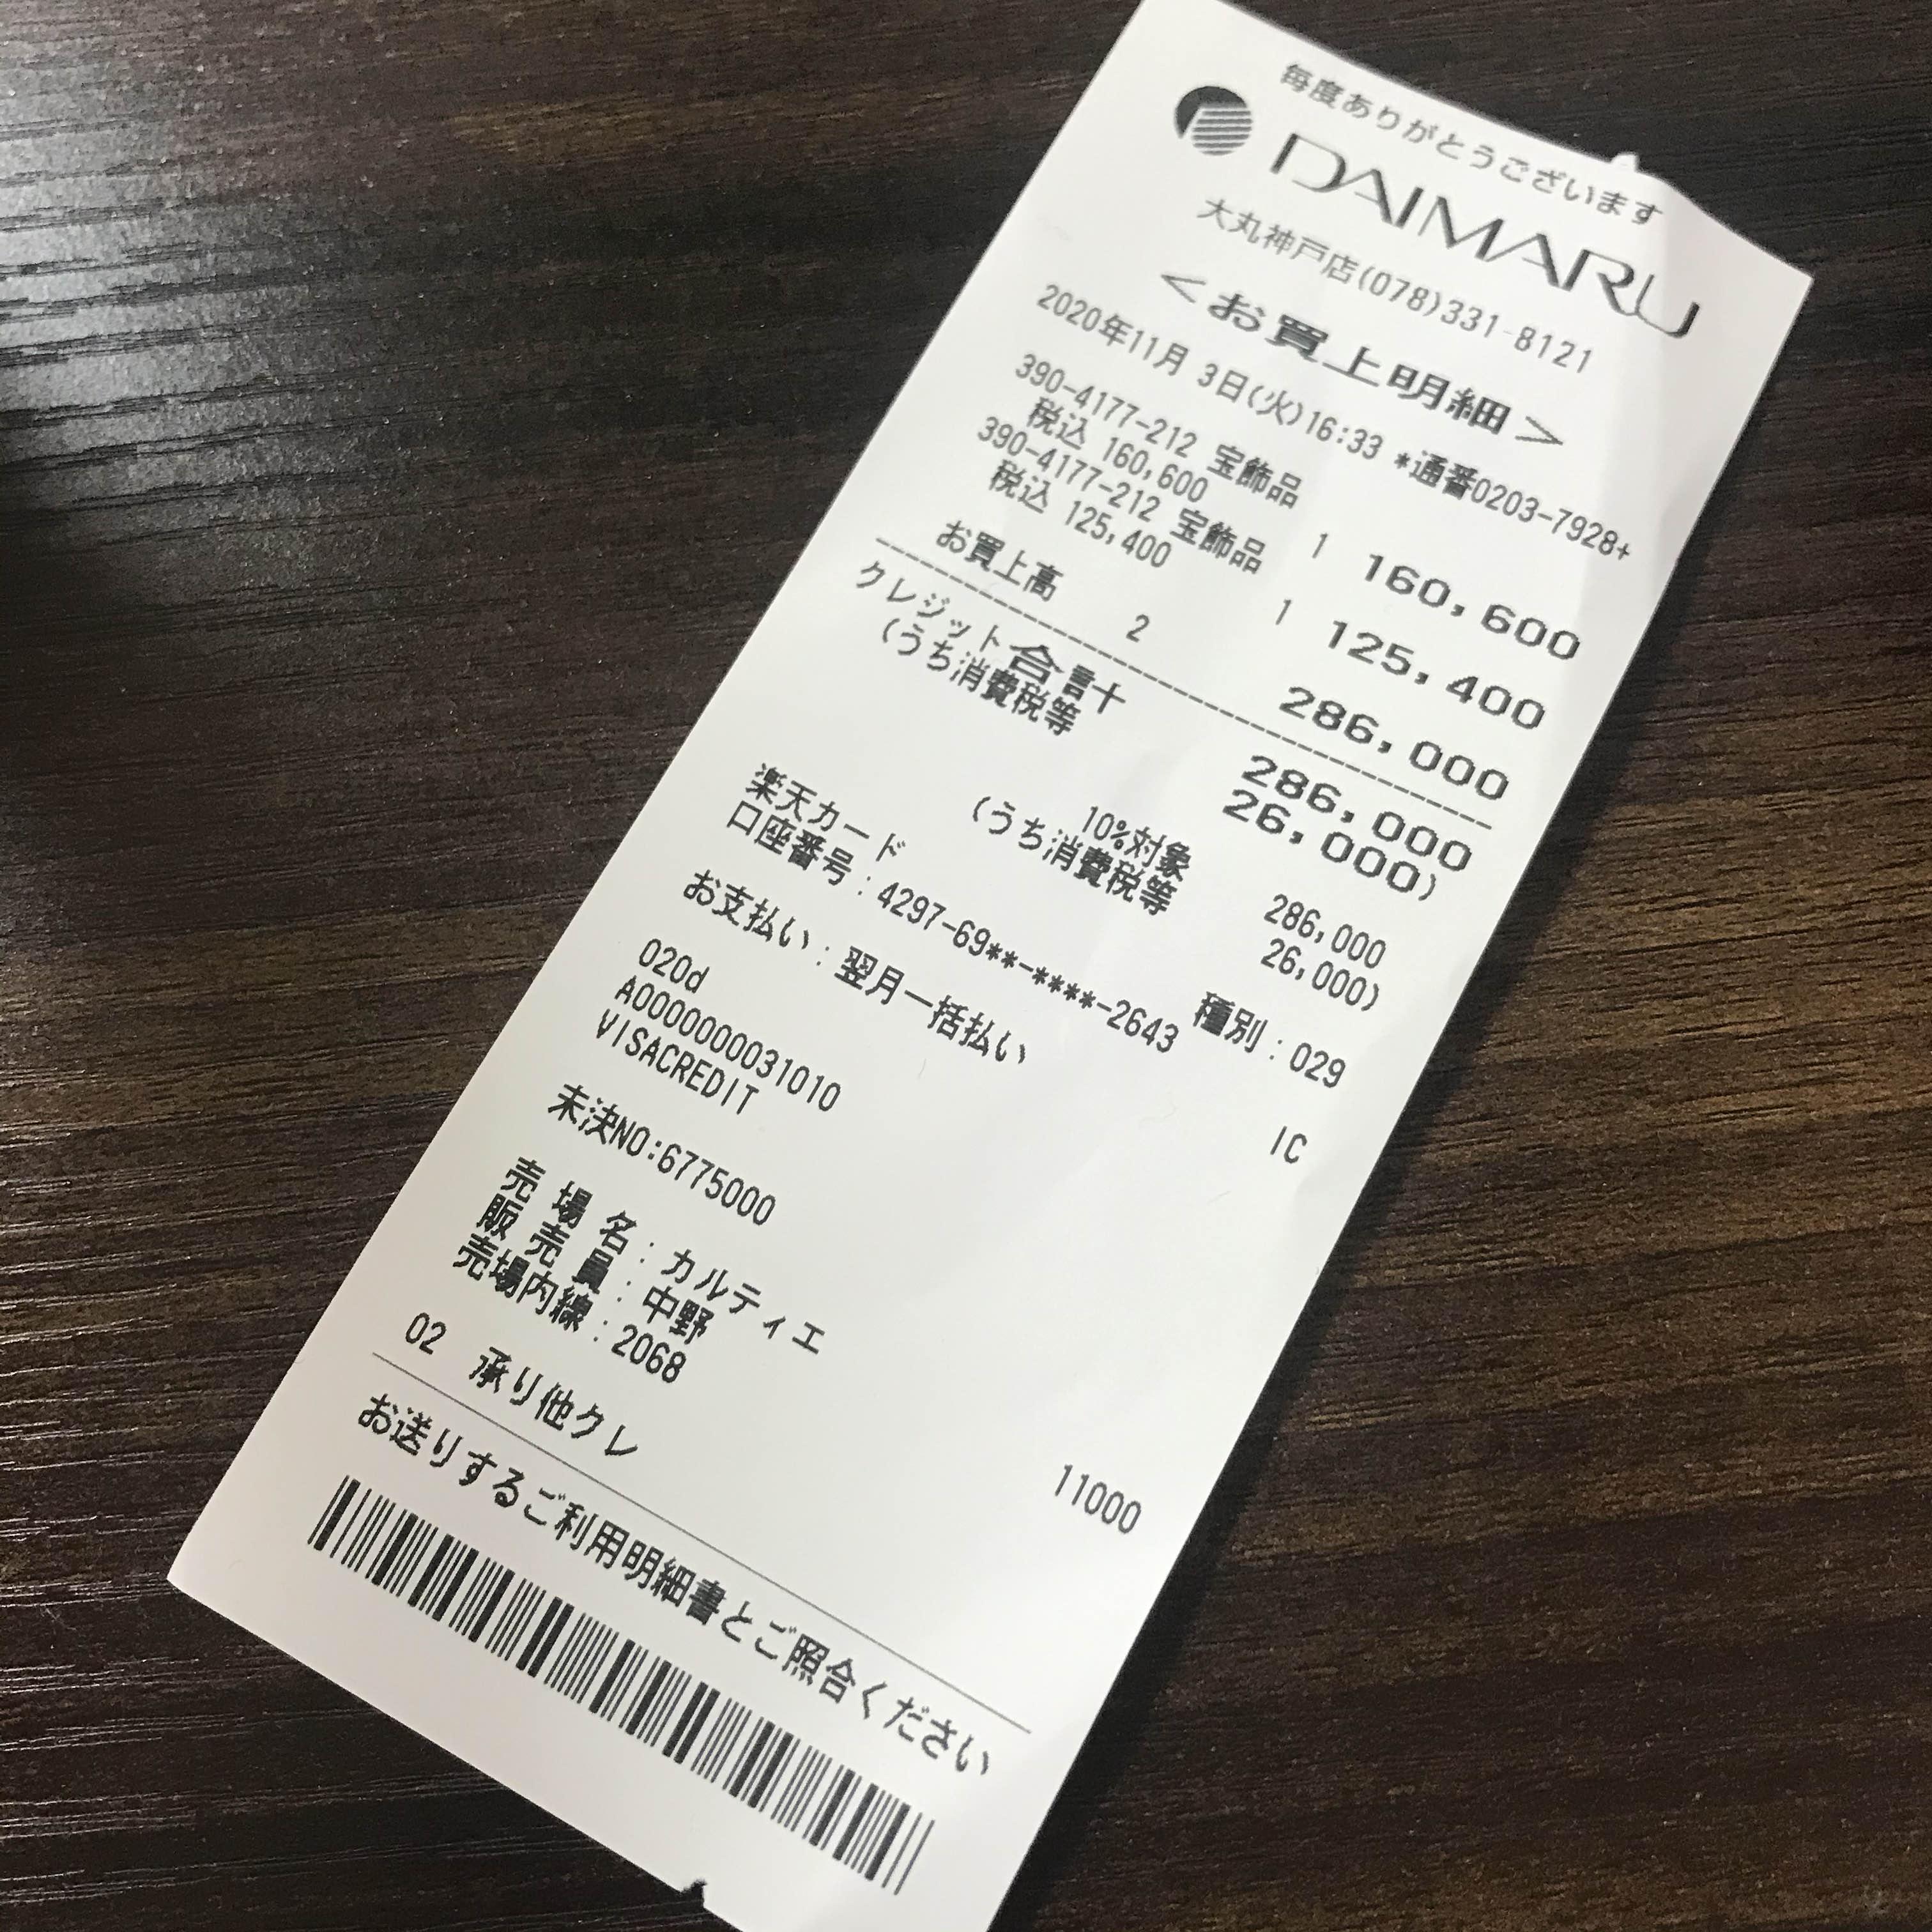 毎度ありがとうございます
DAIMARU
大丸神戸店(078)331-8121
<お買上明細>
2020年11月 3日(火)16:33 *通番0203-7928+
390-4177-212 宝飾品 1 160,600
税込 160,600
390-4177-212 宝飾品 1 125,400
税込 125,400
お買上高 2 286,000
クレジット合計 286,000
(うち消費税等 26,000)
10%対象 286,000
(うち消費税等 26,000)
楽天カード 種別:029
口座番号:4297-69**-****-2643
お支払い:翌月一括払い IC
020d
A0000000031010
VISACREDIT
未決NO:6775000
売 場 名:カルティエ
販 売 員:中野
売場内線:2068
02 承り他クレ 11000
お送りするご利用明細書とご照合ください